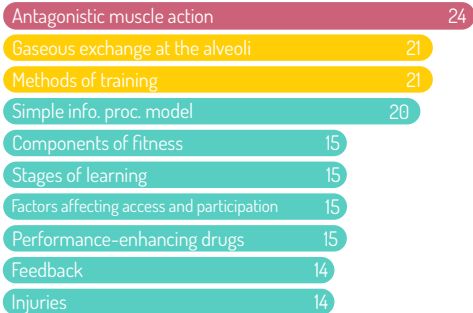 Antagonistic muscle action 24
Gaseous exchange at the alveoli 21
Methods of training 21
Simple info. proc. model 20
Components of fitness 15
Stages of learning 15
Factors affecting access and participation 15
Performance-enhancing drugs 15
Feedback 14
Injuries 14